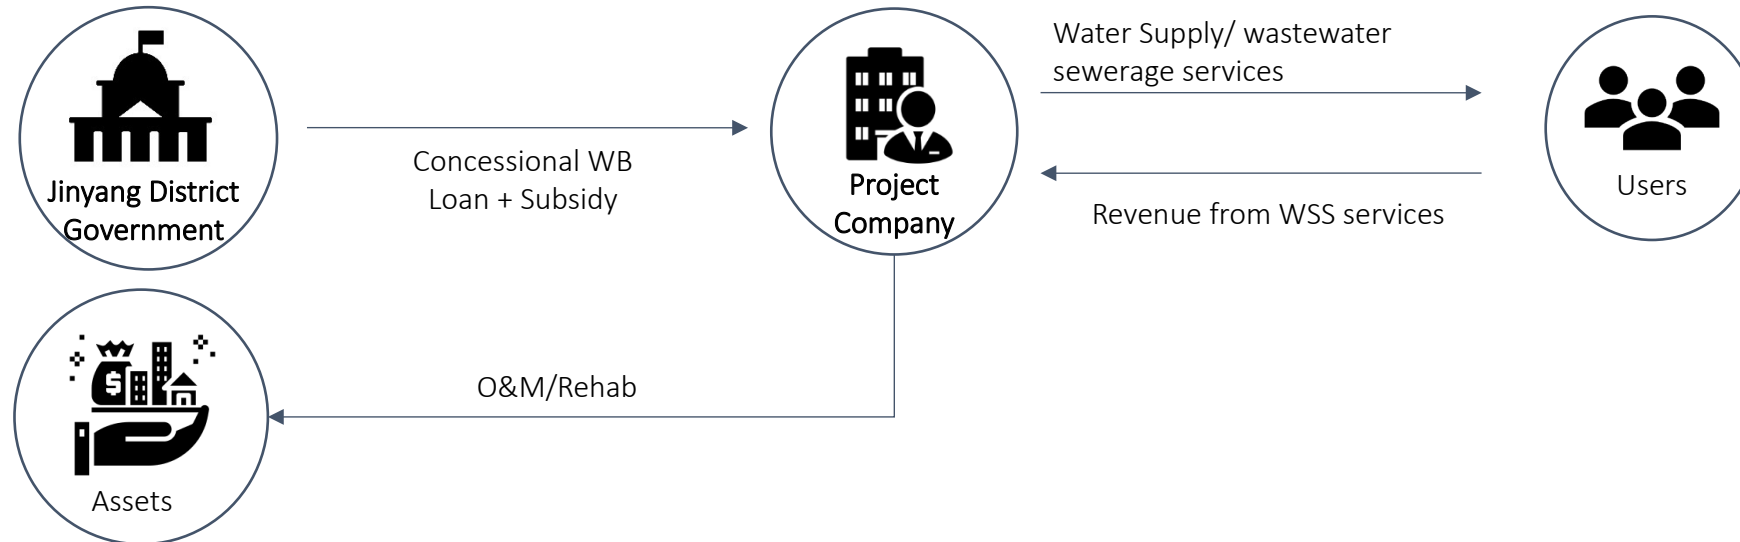 Jinyang District
Government
Concessional WB
Loan + Subsidy
Project
Company
Water Supply/ wastewater
sewerage services
Revenue from WSS services
Users
O&M/Rehab
$
Assets